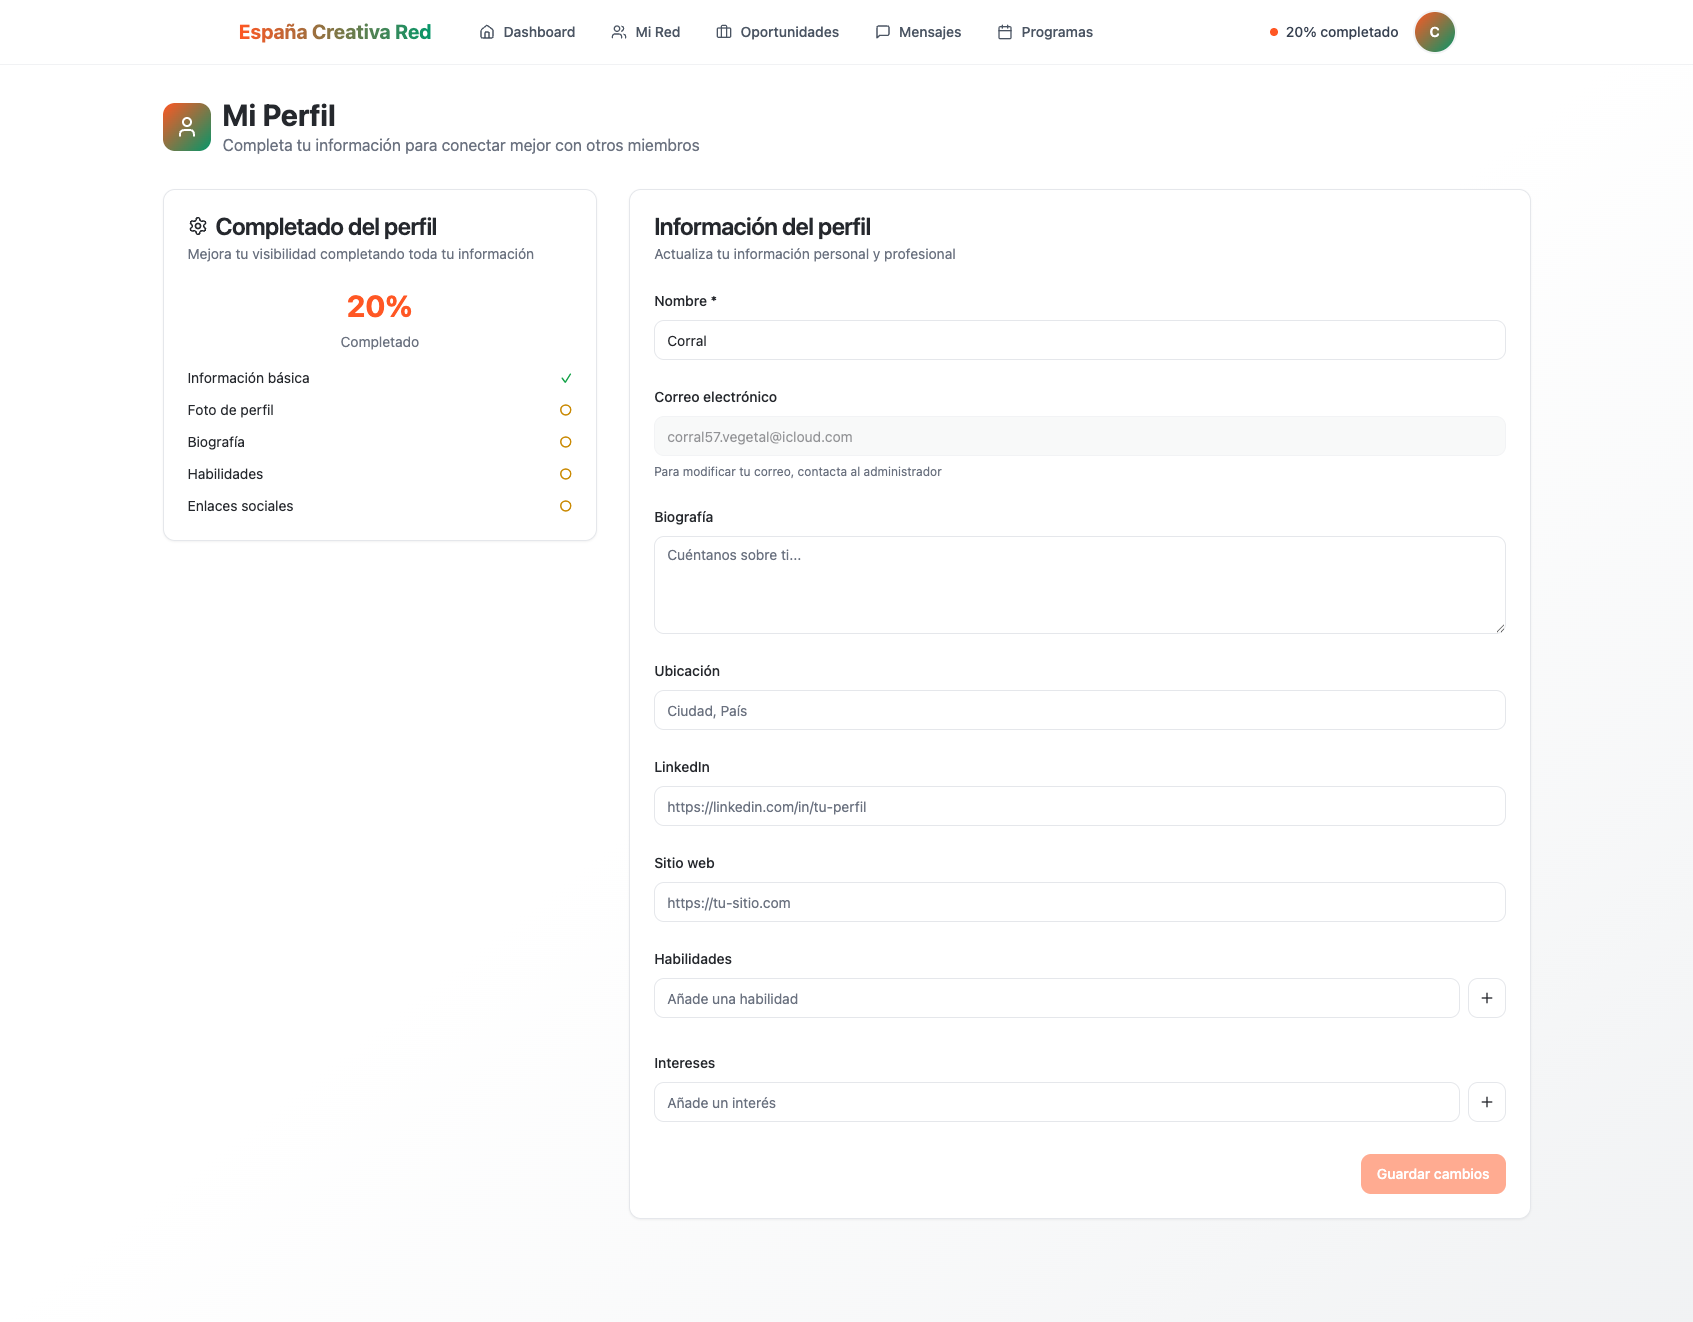 España Creativa Red
Dashboard
Mi Red
Oportunidades
Mensajes
Programas
20% completado
C
Mi Perfil
Completa tu información para conectar mejor con otros miembros
Completado del perfil
Mejora tu visibilidad completando toda tu información
20%
Completado
Información básica
Foto de perfil
Biografía
Habilidades
Enlaces sociales
Información del perfil
Actualiza tu información personal y profesional
Nombre *
Corral
Correo electrónico
corral57.vegetal@icloud.com
Para modificar tu correo, contacta al administrador
Biografía
Cuéntanos sobre ti...
Ubicación
Ciudad, País
LinkedIn
https://linkedin.com/in/tu-perfil
Sitio web
https://tu-sitio.com
Habilidades
Añade una habilidad
Intereses
Añade un interés
Guardar cambios